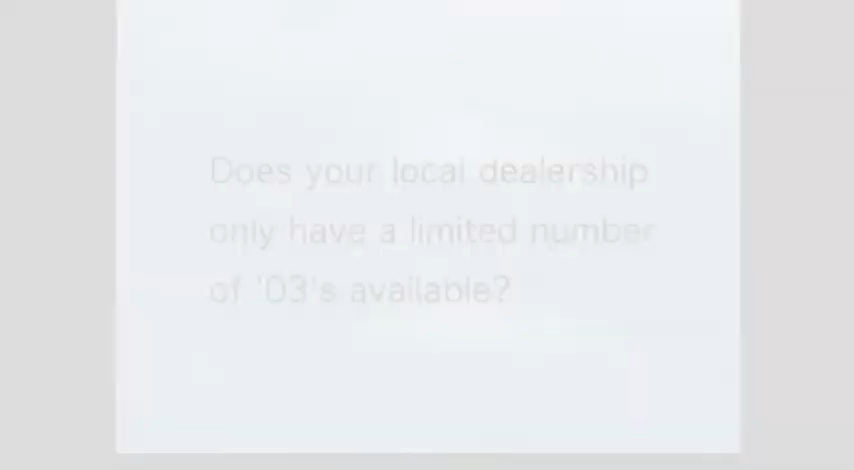 Does your local dealership
only have a limited number
of '03's available?